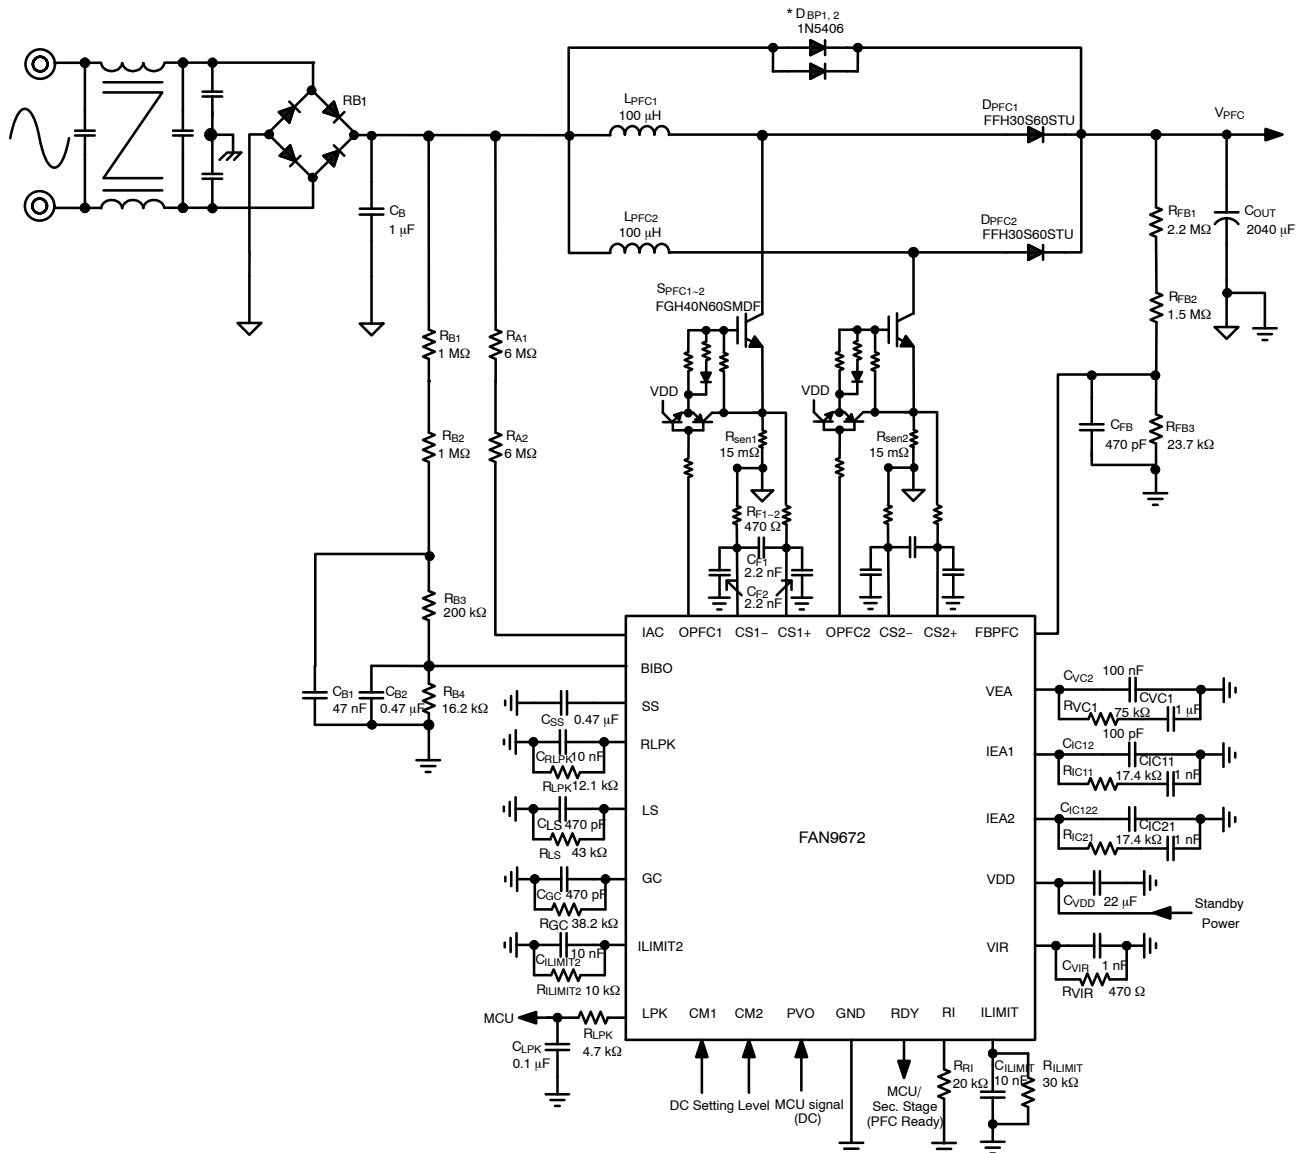 * DBP1, 2
1N5406
RB1
LPFC1
100 μH
DPFC1
FFH30S60STU
VPFC
CB
1 μF
LPFC2
100 μH
DPFC2
FFH30S60STU
RFB1
2.2 MΩ
COUT
2040 μF
SPFC1~2
FGH40N60SMDF
RFB2
1.5 MΩ
RB1
1 MΩ
RA1
6 MΩ
VDD
VDD
RB2
1 MΩ
RA2
6 MΩ
Rsen1
15 mΩ
Rsen2
15 mΩ
CFB
470 pF
RFB3
23.7 kΩ
RF1~2
470 Ω
CF1
2.2 nF
CF2
2.2 nF
RB3
200 kΩ
IAC
OPFC1
CS1−
CS1+
OPFC2
CS2−
CS2+
FBPFC
BIBO
CB1
47 nF
CB2
0.47 μF
RB4
16.2 kΩ
CSS
0.47 μF
SS
VEA
CVC2
100 nF
CVC1
1 μF
RVC1
75 kΩ
CRLPK
10 nF
RLPK
12.1 kΩ
RLPK
IEA1
CIC12
100 pF
CIC11
1 nF
RIC11
17.4 kΩ
CLS
470 pF
RLS
43 kΩ
LS
IEA2
CIC122
CIC21
1 nF
RIC21
17.4 kΩ
FAN9672
CGC
470 pF
RGC
38.2 kΩ
GC
VDD
CVDD
22 μF
Standby
Power
CILIMIT2
10 nF
RILIMIT2
10 kΩ
ILIMIT2
VIR
CVIR
1 nF
RVIR
470 Ω
MCU
RLPK
4.7 kΩ
CLPK
0.1 μF
LPK
CM1
CM2
PVO
GND
RDY
RI
ILIMIT
DC Setting Level
MCU signal
(DC)
MCU/
Sec. Stage
(PFC Ready)
RRI
20 kΩ
CILIMIT
10 nF
RILIMIT
30 kΩ